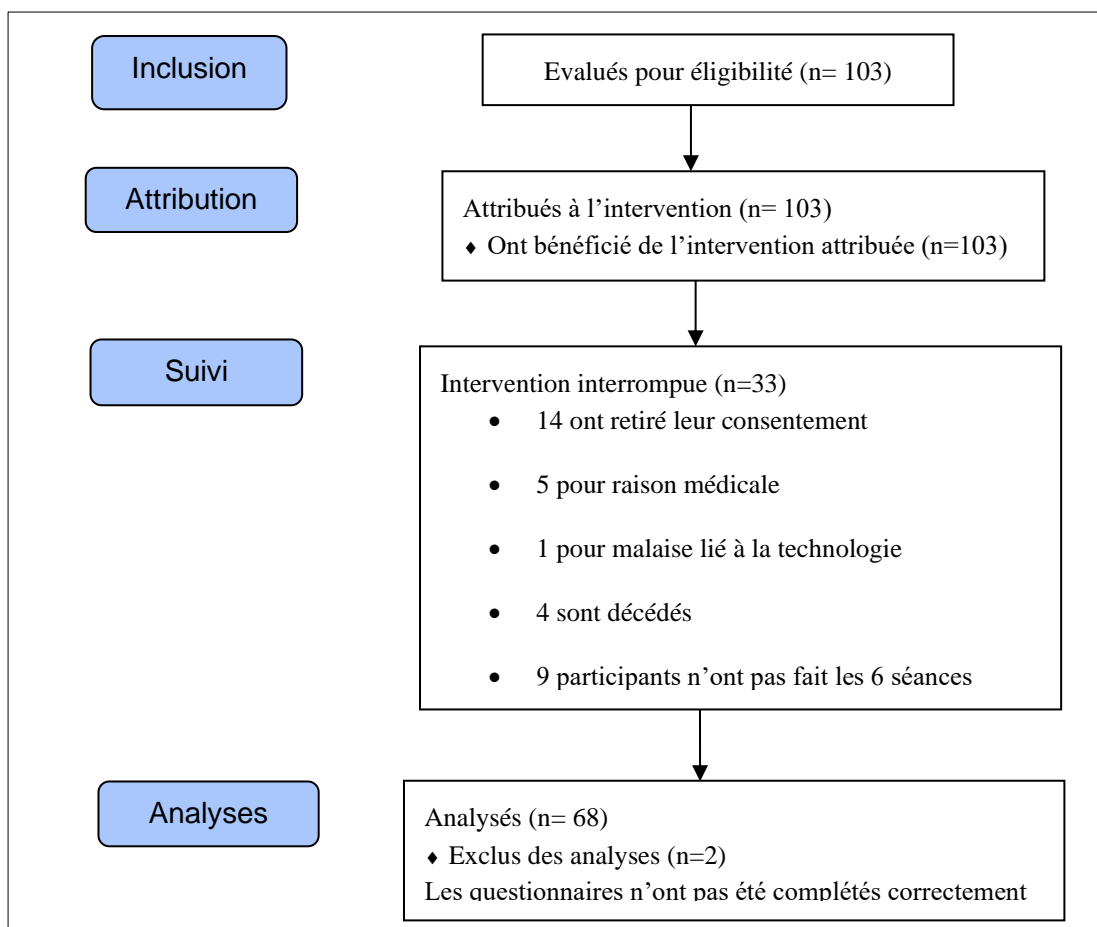 Inclusion
Evalués pour éligibilité (n= 103)
Attribution
Attribués à l’intervention (n= 103)
♦ Ont bénéficié de l’intervention attribuée (n=103)
Suivi
Intervention interrompue (n=33)
• 14 ont retiré leur consentement
• 5 pour raison médicale
• 1 pour malaise lié à la technologie
• 4 sont décédés
• 9 participants n’ont pas fait les 6 séances
Analyses
Analysés (n= 68)
♦ Exclus des analyses (n=2)
Les questionnaires n’ont pas été complétés correctement